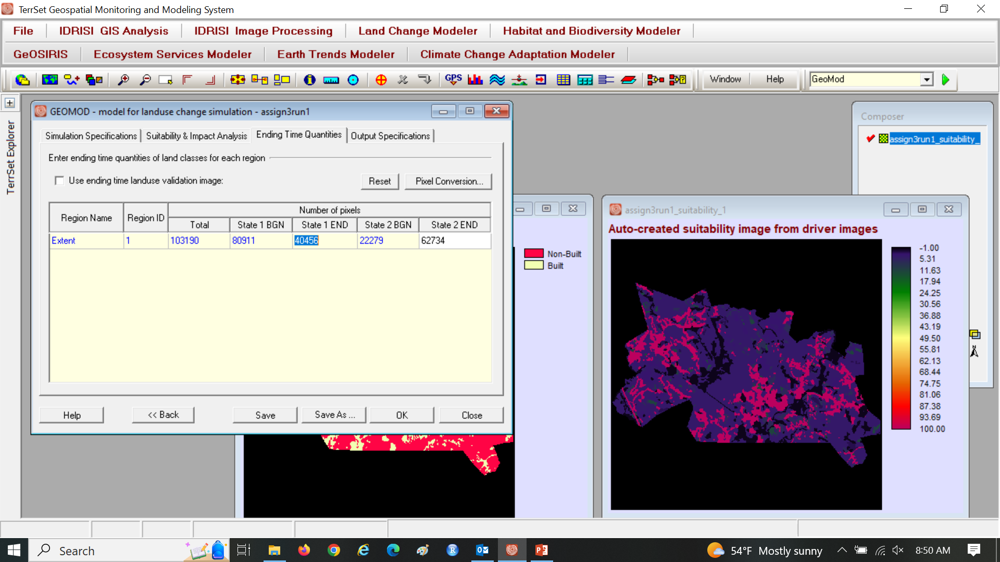 TerrSet Geospatial Monitoring and Modeling System
File IDRISI GIS Analysis IDRISI Image Processing Land Change Modeler Habitat and Biodiversity Modeler
GeOSIRIS Ecosystem Services Modeler Earth Trends Modeler Climate Change Adaptation Modeler
GPS Window Help GeoMod
TerrSet Explorer
GEOMOD - model for landuse change simulation - assign3run1
Simulation Specifications Suitability & Impact Analysis Ending Time Quantities Output Specifications
Enter ending time quantities of land classes for each region
Use ending time landuse validation image:
Reset Pixel Conversion...
Region Name Region ID Number of pixels
Total State 1 BGN State 1 END State 2 BGN State 2 END
Extent 1 103190 80911 40456 22279 62734
Help << Back Save Save As ... OK Close
Non-Built
Built
Composer
assign3run1_suitability_
assign3run1_suitability_1
Auto-created suitability image from driver images
-1.00
5.31
11.63
17.94
24.25
30.56
36.88
43.19
49.50
55.81
62.13
68.44
74.75
81.06
87.38
93.69
100.00
N
Search
54°F Mostly sunny
8:50 AM